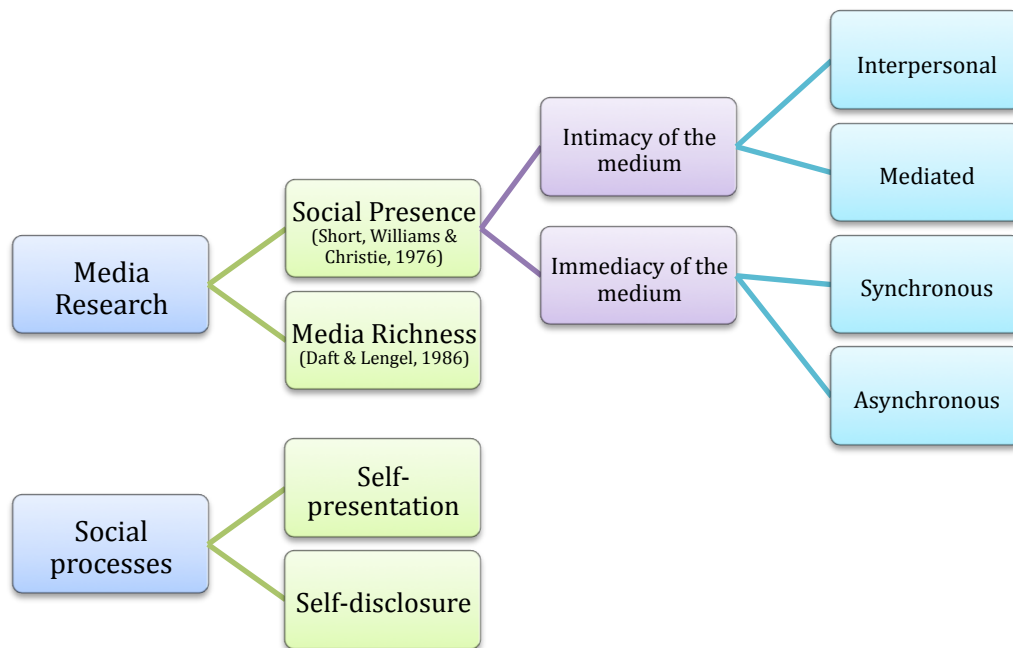 Media
Research
Social Presence
(Short, Williams &
Christie, 1976)
Media Richness
(Daft & Lengel, 1986)
Intimacy of the
medium
Immediacy of the
medium
Interpersonal
Mediated
Synchronous
Asynchronous
Social
processes
Self-
presentation
Self-disclosure